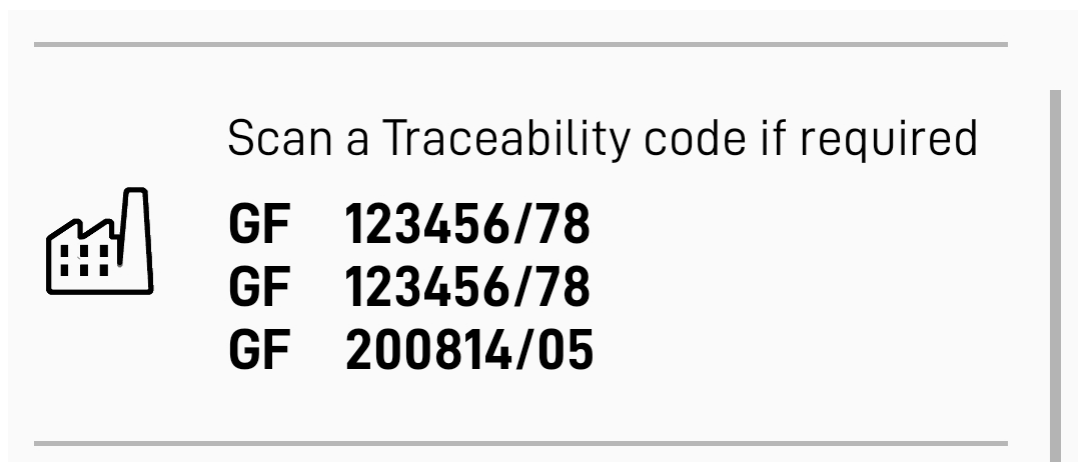 Scan a Traceability code if required
GF 123456/78
GF 123456/78
GF 200814/05